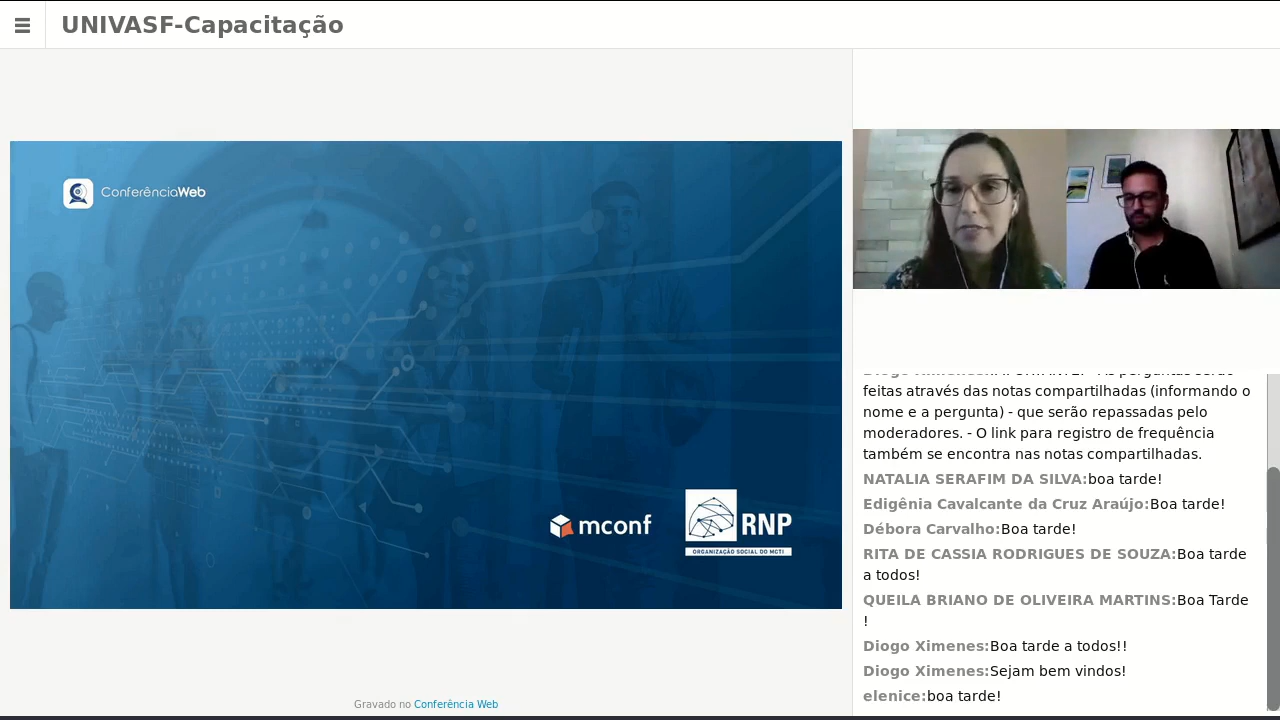 UNIVASF-Capacitação
ConferênciaWeb
mconf
RNP
ORGANIZAÇÃO SOCIAL DO MCTI
Gravado no Conferência Web
feitas através das notas compartilhadas (informando o
nome e a pergunta) - que serão repassadas pelo
moderadores. - O link para registro de frequência
também se encontra nas notas compartilhadas.
NATALIA SERAFIM DA SILVA:boa tarde!
Edigênia Cavalcante da Cruz Araújo:Boa tarde!
Débora Carvalho:Boa tarde!
RITA DE CASSIA RODRIGUES DE SOUZA:Boa tarde
a todos!
QUEILA BRIANO DE OLIVEIRA MARTINS:Boa Tarde
!
Diogo Ximenes:Boa tarde a todos!!
Diogo Ximenes:Sejam bem vindos!
elenice:boa tarde!